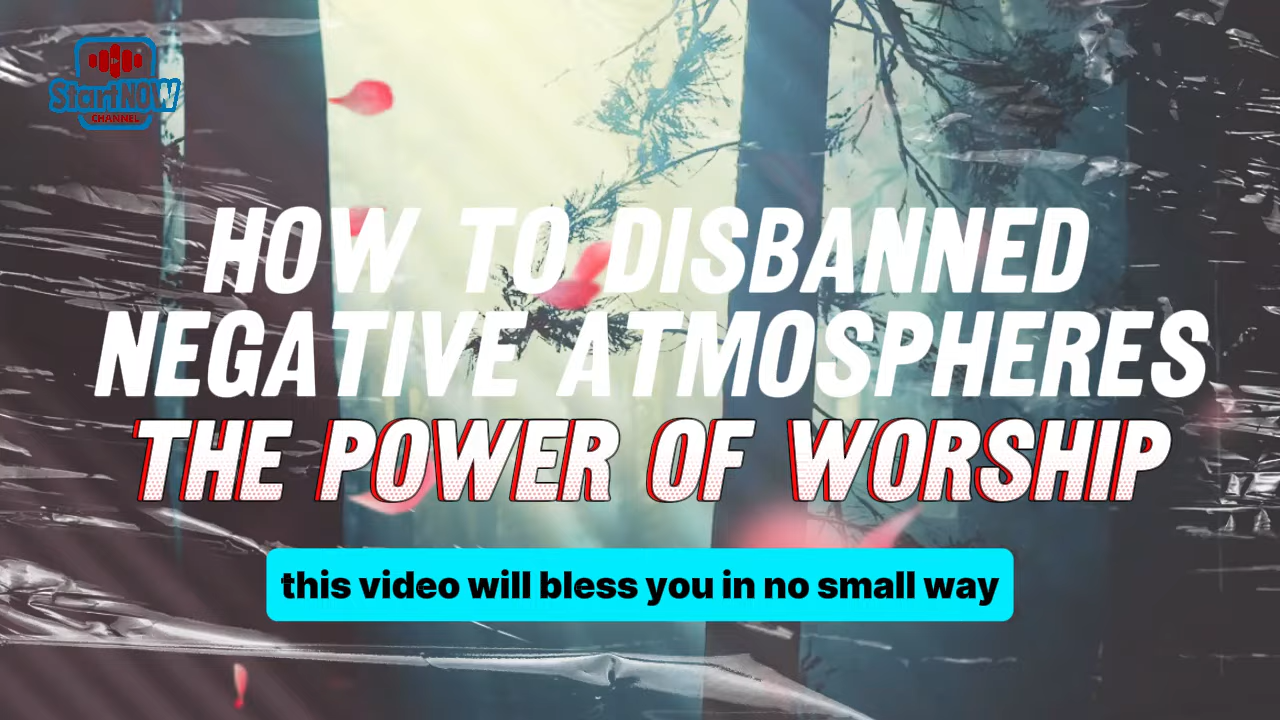 StartNOW
CHANNEL
HOW TO DISBANNED
NEGATIVE ATMOSPHERES
THE POWER OF WORSHIP
this video will bless you in no small way